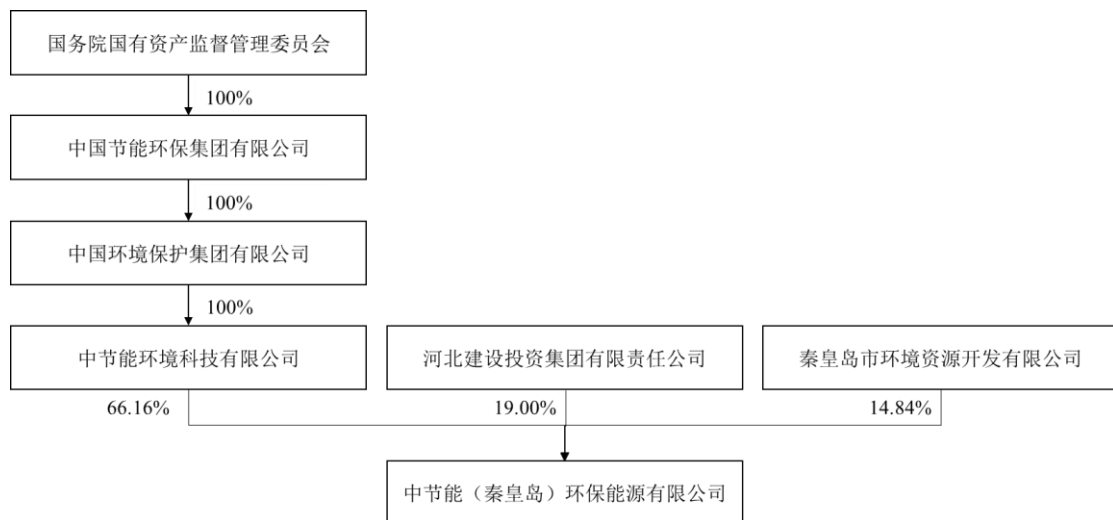 国务院国有资产监督管理委员会
100%
中国节能环保集团有限公司
100%
中国环境保护集团有限公司
100%
中节能环境科技有限公司
河北建设投资集团有限责任公司
秦皇岛市环境资源开发有限公司
66.16%
19.00%
14.84%
中节能（秦皇岛）环保能源有限公司